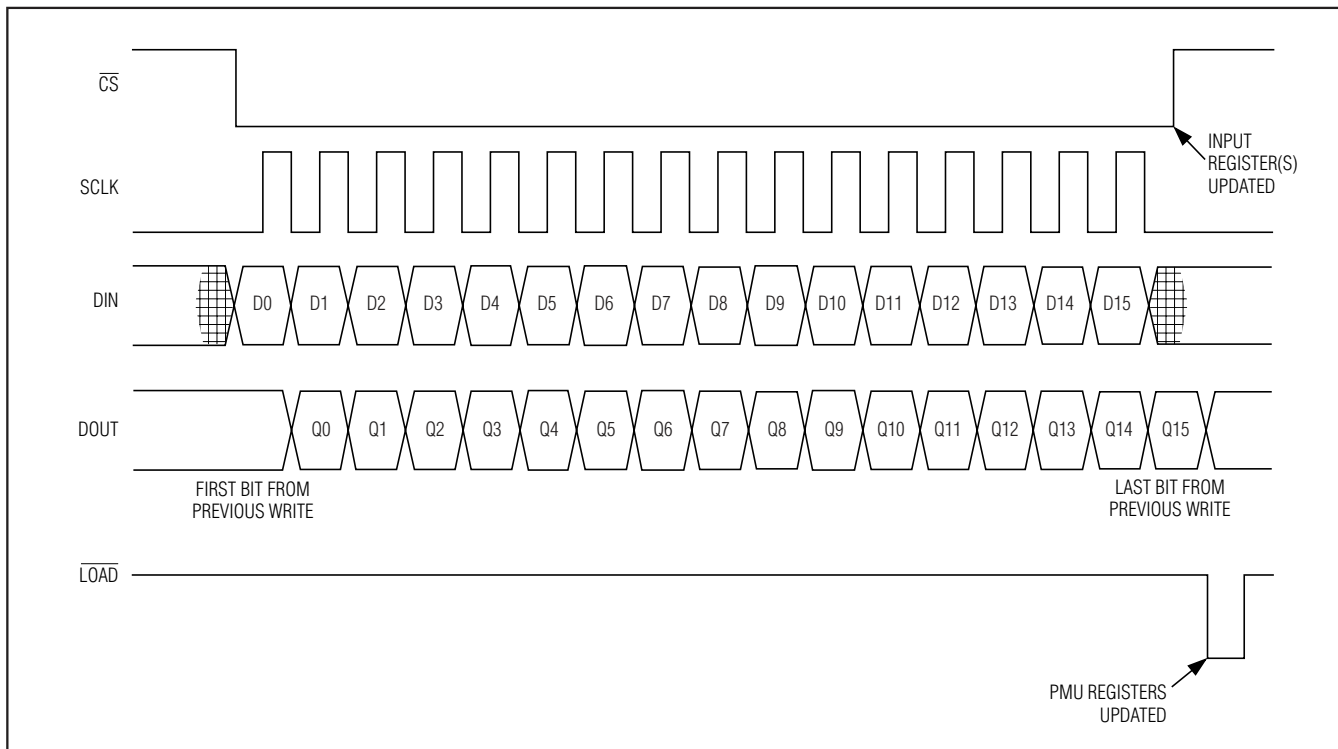 CS
INPUT
REGISTER(S)
UPDATED
SCLK
DIN
D0 D1 D2 D3 D4 D5 D6 D7 D8 D9 D10 D11 D12 D13 D14 D15
DOUT
Q0 Q1 Q2 Q3 Q4 Q5 Q6 Q7 Q8 Q9 Q10 Q11 Q12 Q13 Q14 Q15
FIRST BIT FROM
PREVIOUS WRITE
LAST BIT FROM
PREVIOUS WRITE
LOAD
PMU REGISTERS
UPDATED